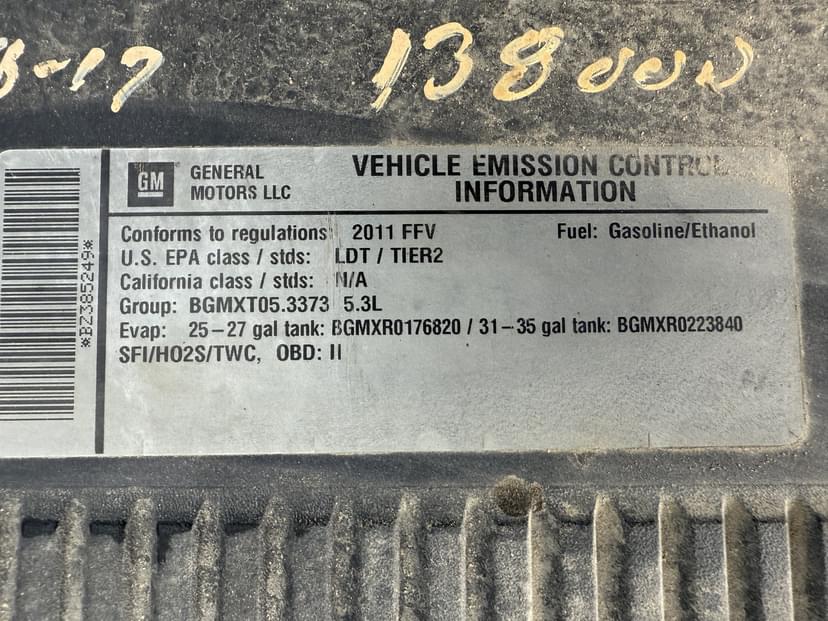 -17 138000
GM GENERAL MOTORS LLC
VEHICLE EMISSION CONTROL INFORMATION
Conforms to regulations: 2011 FFV Fuel: Gasoline/Ethanol
U.S. EPA class / stds: LDT / TIER2
California class / stds: N/A
Group: BGMXT05.3373 5.3L
Evap: 25-27 gal tank: BGMXR0176820 / 31-35 gal tank: BGMXR0223840
SFI/HO2S/TWC, OBD: II
*BZ385249*